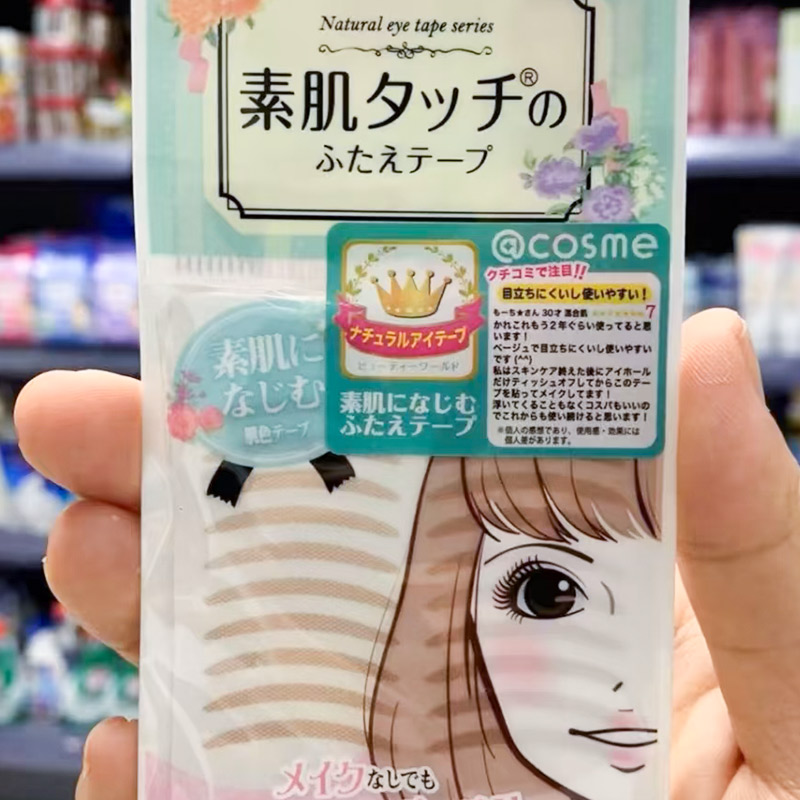 Natural eye tape series
素肌タッチ®の
ふたえテープ
@cosme
クチコミで注目!!
目立ちにくいし使いやすい!
もーち★さん 30才 混合肌 ★★★★★★★7
かれこれもう2年ぐらい使ってると思
います!
ベージュで目立ちにくいし使いやすい
です(^^)
私はスキンケア終えた後にアイホール
だけティッシュオフしてからこのテー
プを貼ってメイクしてます!
浮いてくることもなくコスパもいいの
でこれからも使い続けると思います!
※個人の感想であり、使用感・効果には
個人差があります。
ナチュラルアイテープ
ビューティーワールド
素肌になじむ
ふたえテープ
素肌に
なじむ
肌色テープ
メイクなしでも